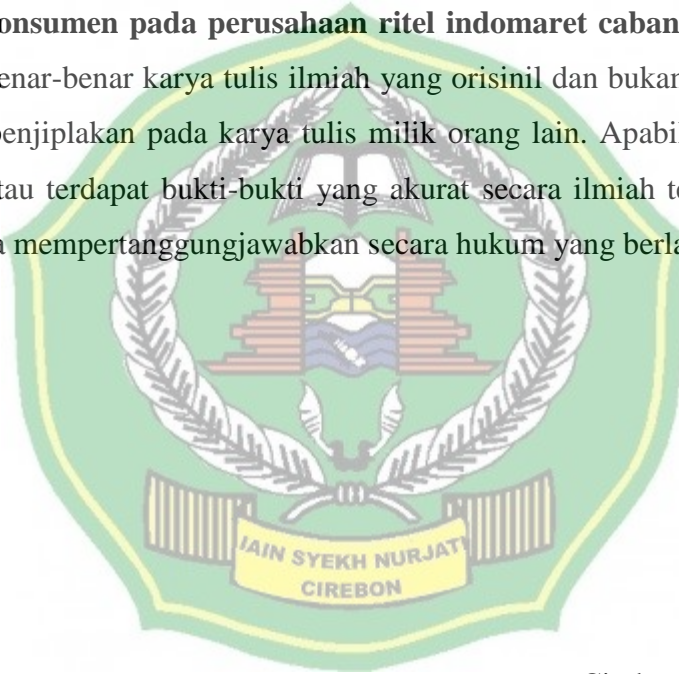 onsumen pada perusahaan ritel indomaret caban
enar-benar karya tulis ilmiah yang orisinil dan bukan
penjiplakan pada karya tulis milik orang lain. Apabil
tau terdapat bukti-bukti yang akurat secara ilmiah te
a mempertanggungjawabkan secara hukum yang berla
IAIN SYEKH NURJATI
CIREBON